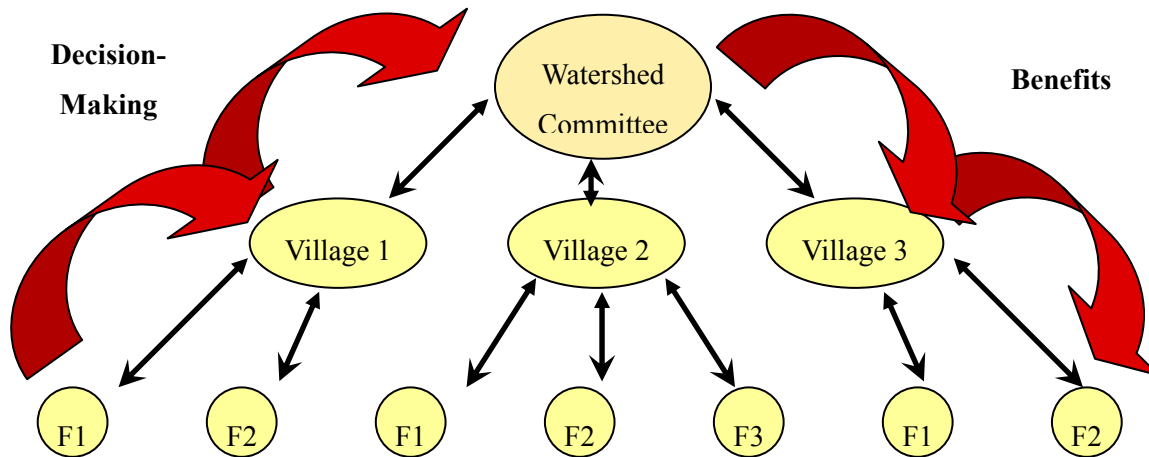 Decision-
Making
Watershed
Committee
Benefits
Village 1
Village 2
Village 3
F1
F2
F1
F2
F3
F1
F2